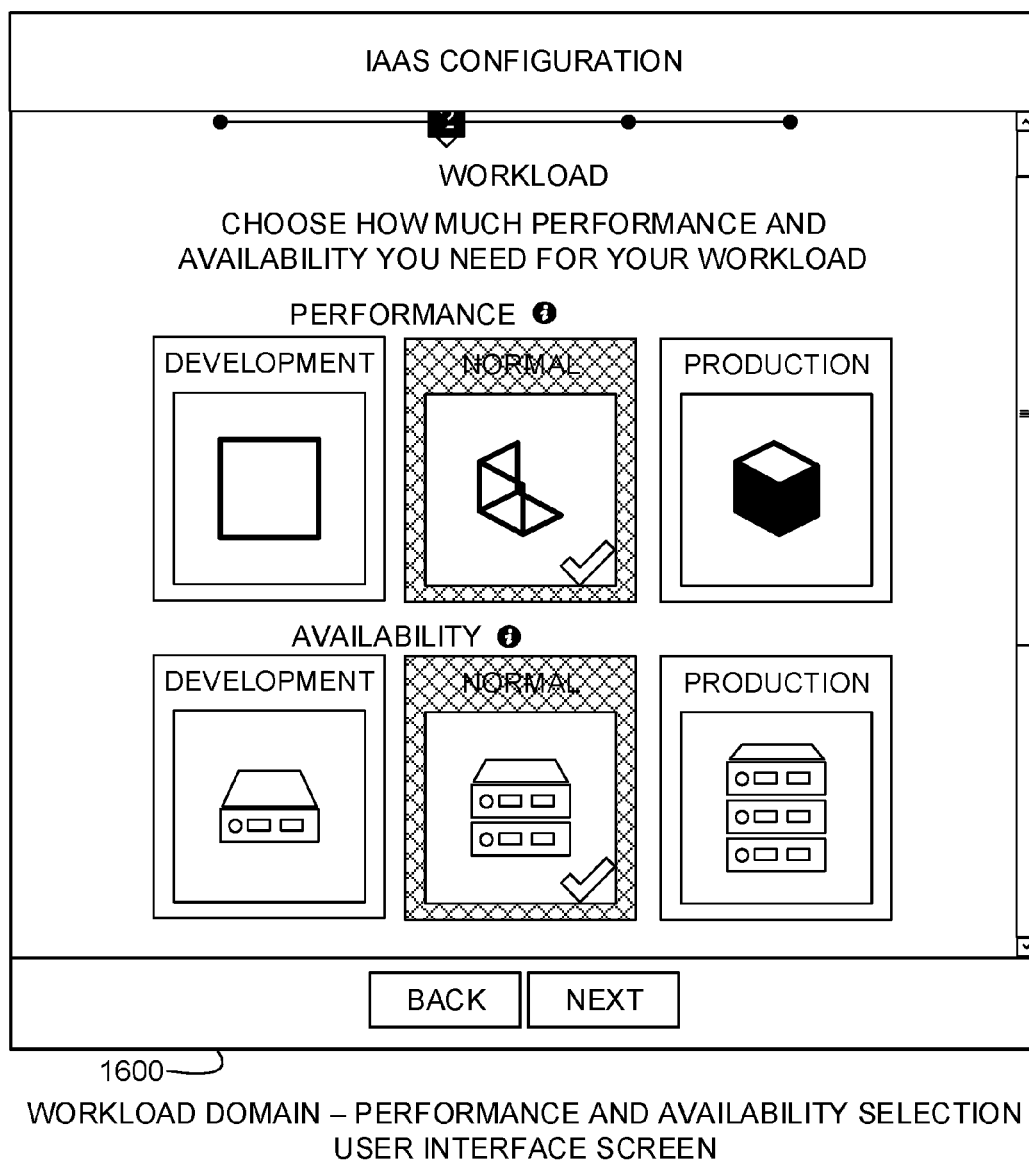 IAAS CONFIGURATION
2
WORKLOAD
CHOOSE HOW MUCH PERFORMANCE AND
AVAILABILITY YOU NEED FOR YOUR WORKLOAD
PERFORMANCE i
DEVELOPMENT NORMAL PRODUCTION
AVAILABILITY i
DEVELOPMENT NORMAL PRODUCTION
BACK NEXT
1600
WORKLOAD DOMAIN – PERFORMANCE AND AVAILABILITY SELECTION
USER INTERFACE SCREEN